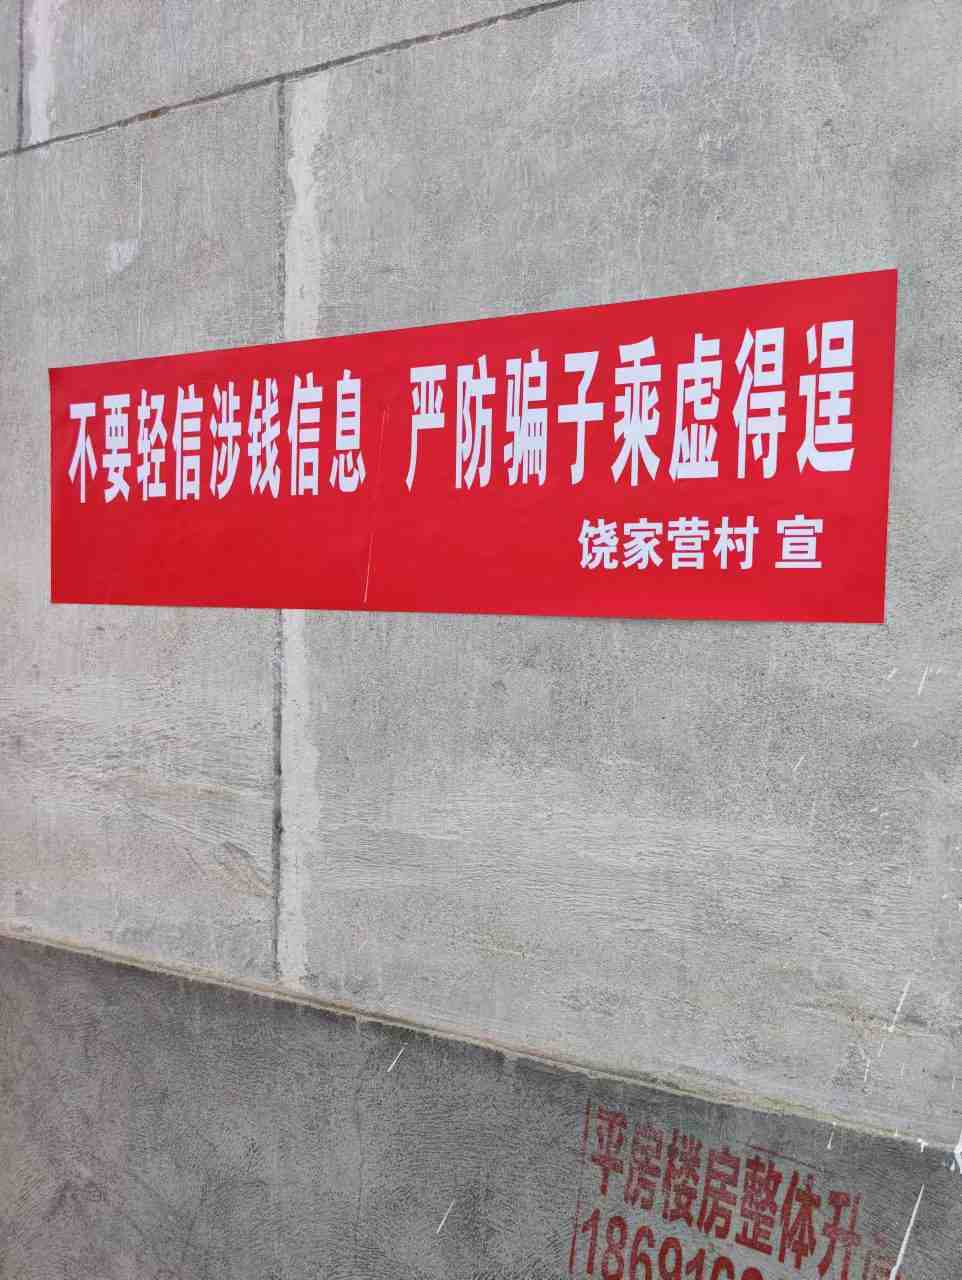 不要轻信涉钱信息 严防骗子乘虚得逞
饶家营村 宣
平房楼房整体升
186919